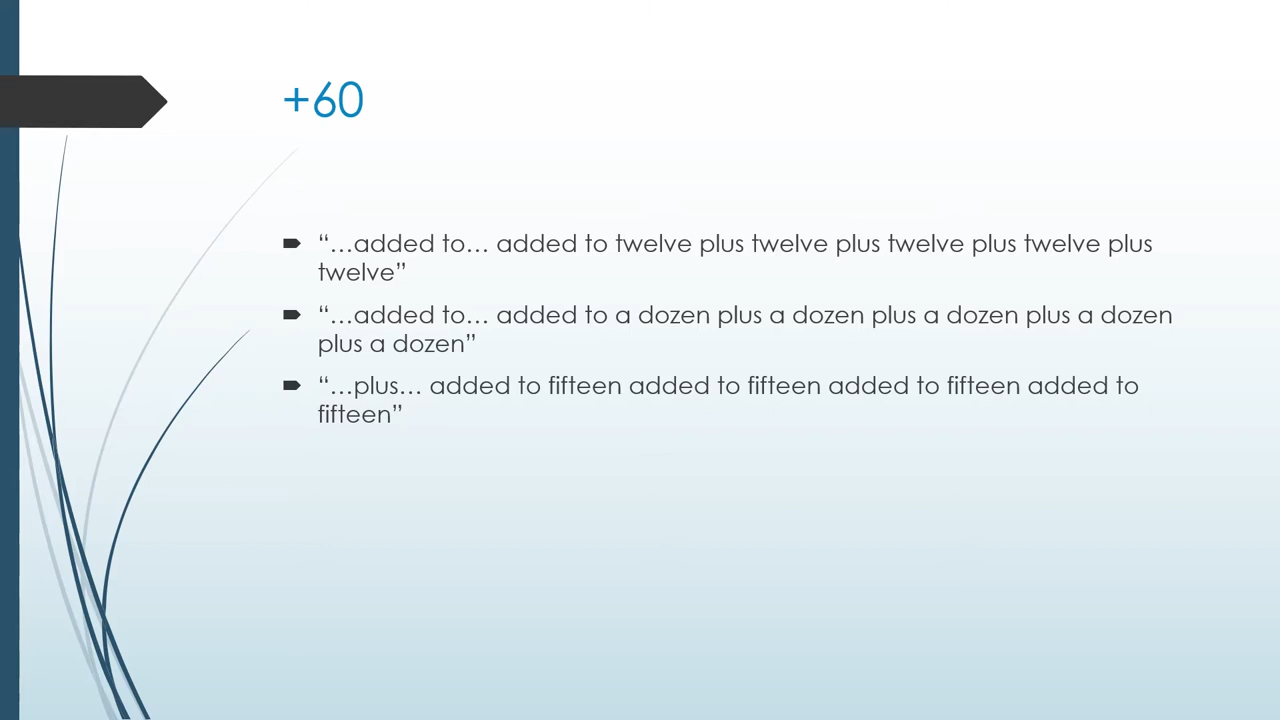 +60
“…added to… added to twelve plus twelve plus twelve plus twelve plus
twelve”
“…added to… added to a dozen plus a dozen plus a dozen plus a dozen
plus a dozen”
“…plus… added to fifteen added to fifteen added to fifteen added to
fifteen”